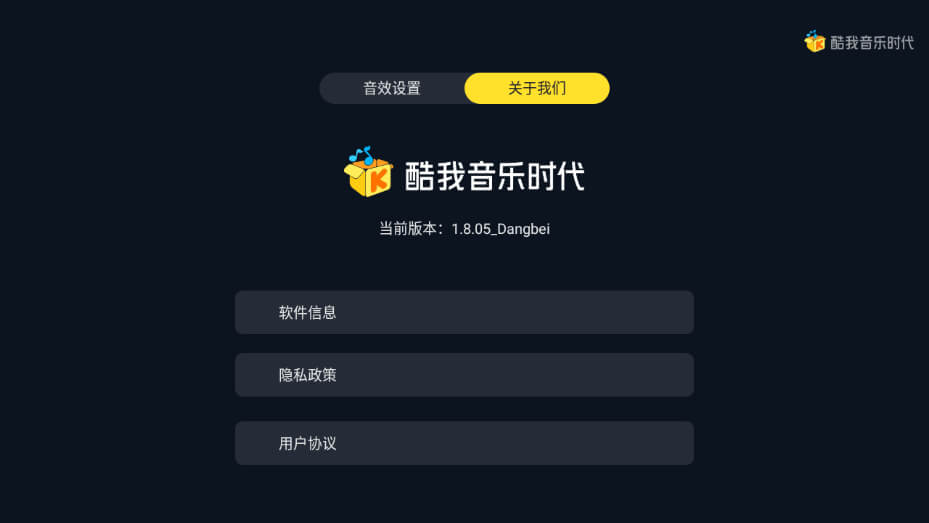 酷我音乐时代
音效设置
关于我们
酷我音乐时代
当前版本：1.8.05_Dangbei
软件信息
隐私政策
用户协议